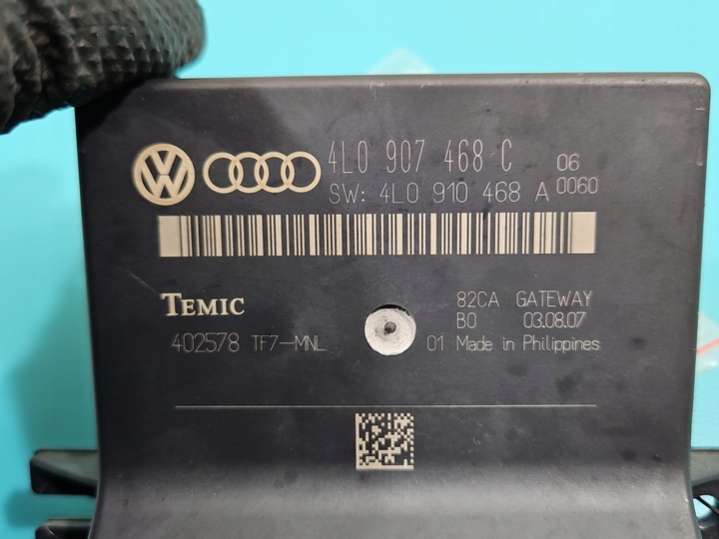 4L0 907 468 C 06
SW: 4L0 910 468 A 0060
TEMIC 82CA GATEWAY
B0 03.08.07
402578 TF7-MNL 01 Made in Philippines